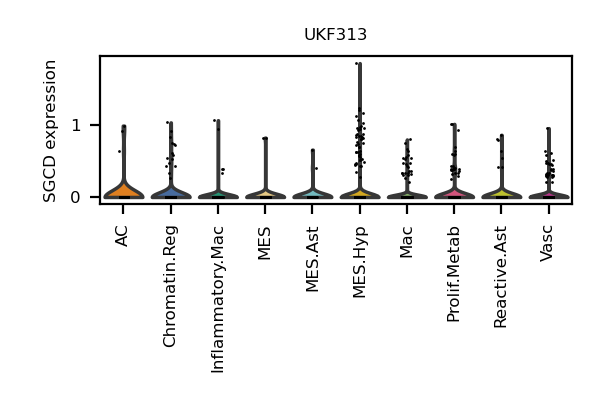 UKF313
SGCD expression
1
0
AC
Chromatin.Reg
Inflammatory.Mac
MES
MES.Ast
MES.Hyp
Mac
Prolif.Metab
Reactive.Ast
Vasc